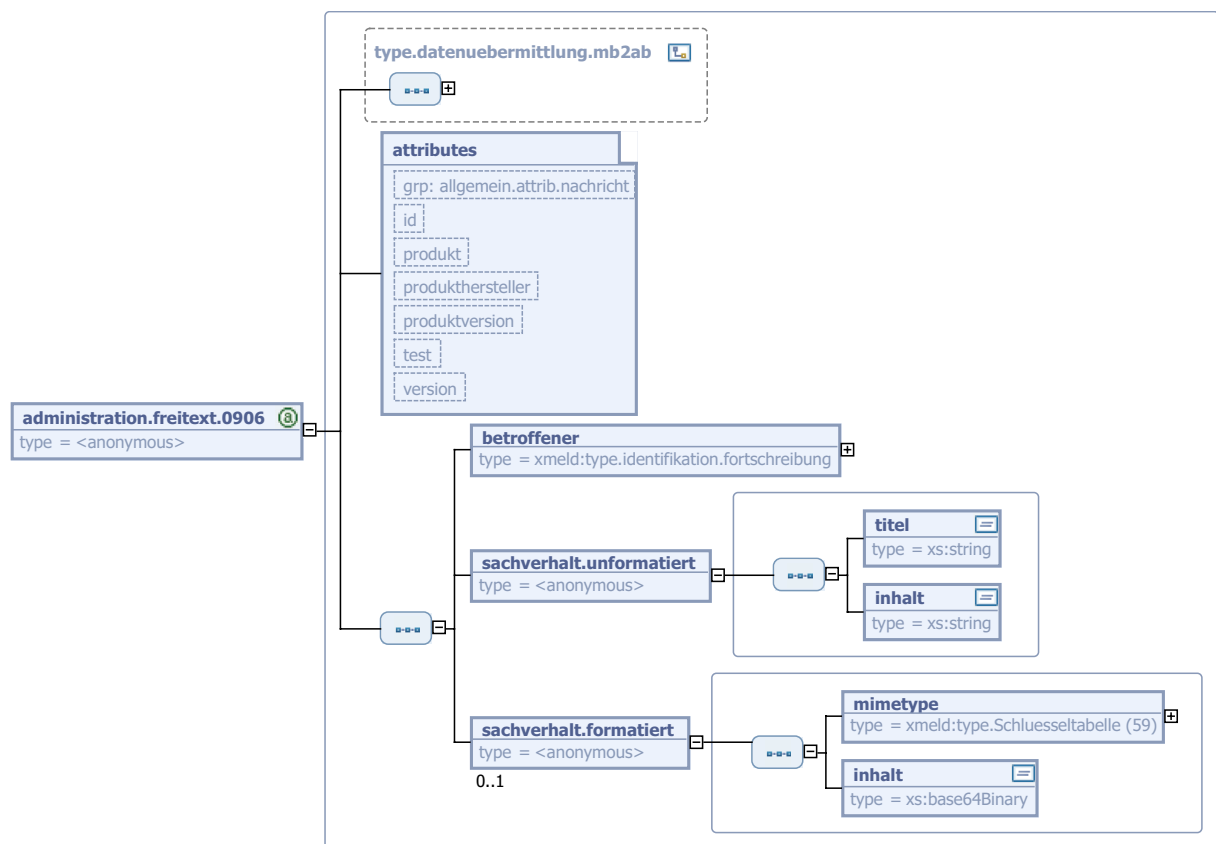 type.datenuebermittlung.mb2ab
attributes
grp: allgemein.attrib.nachricht
id
produkt
produkthersteller
produktversion
test
version
administration.freitext.0906 a
type = <anonymous>
betroffener
type = xmeld:type.identifikation.fortschreibung
titel
type = xs:string
sachverhalt.unformatiert
type = <anonymous>
inhalt
type = xs:string
mimetype
type = xmeld:type.Schluesseltabelle (59)
sachverhalt.formatiert
type = <anonymous>
0..1
inhalt
type = xs:base64Binary